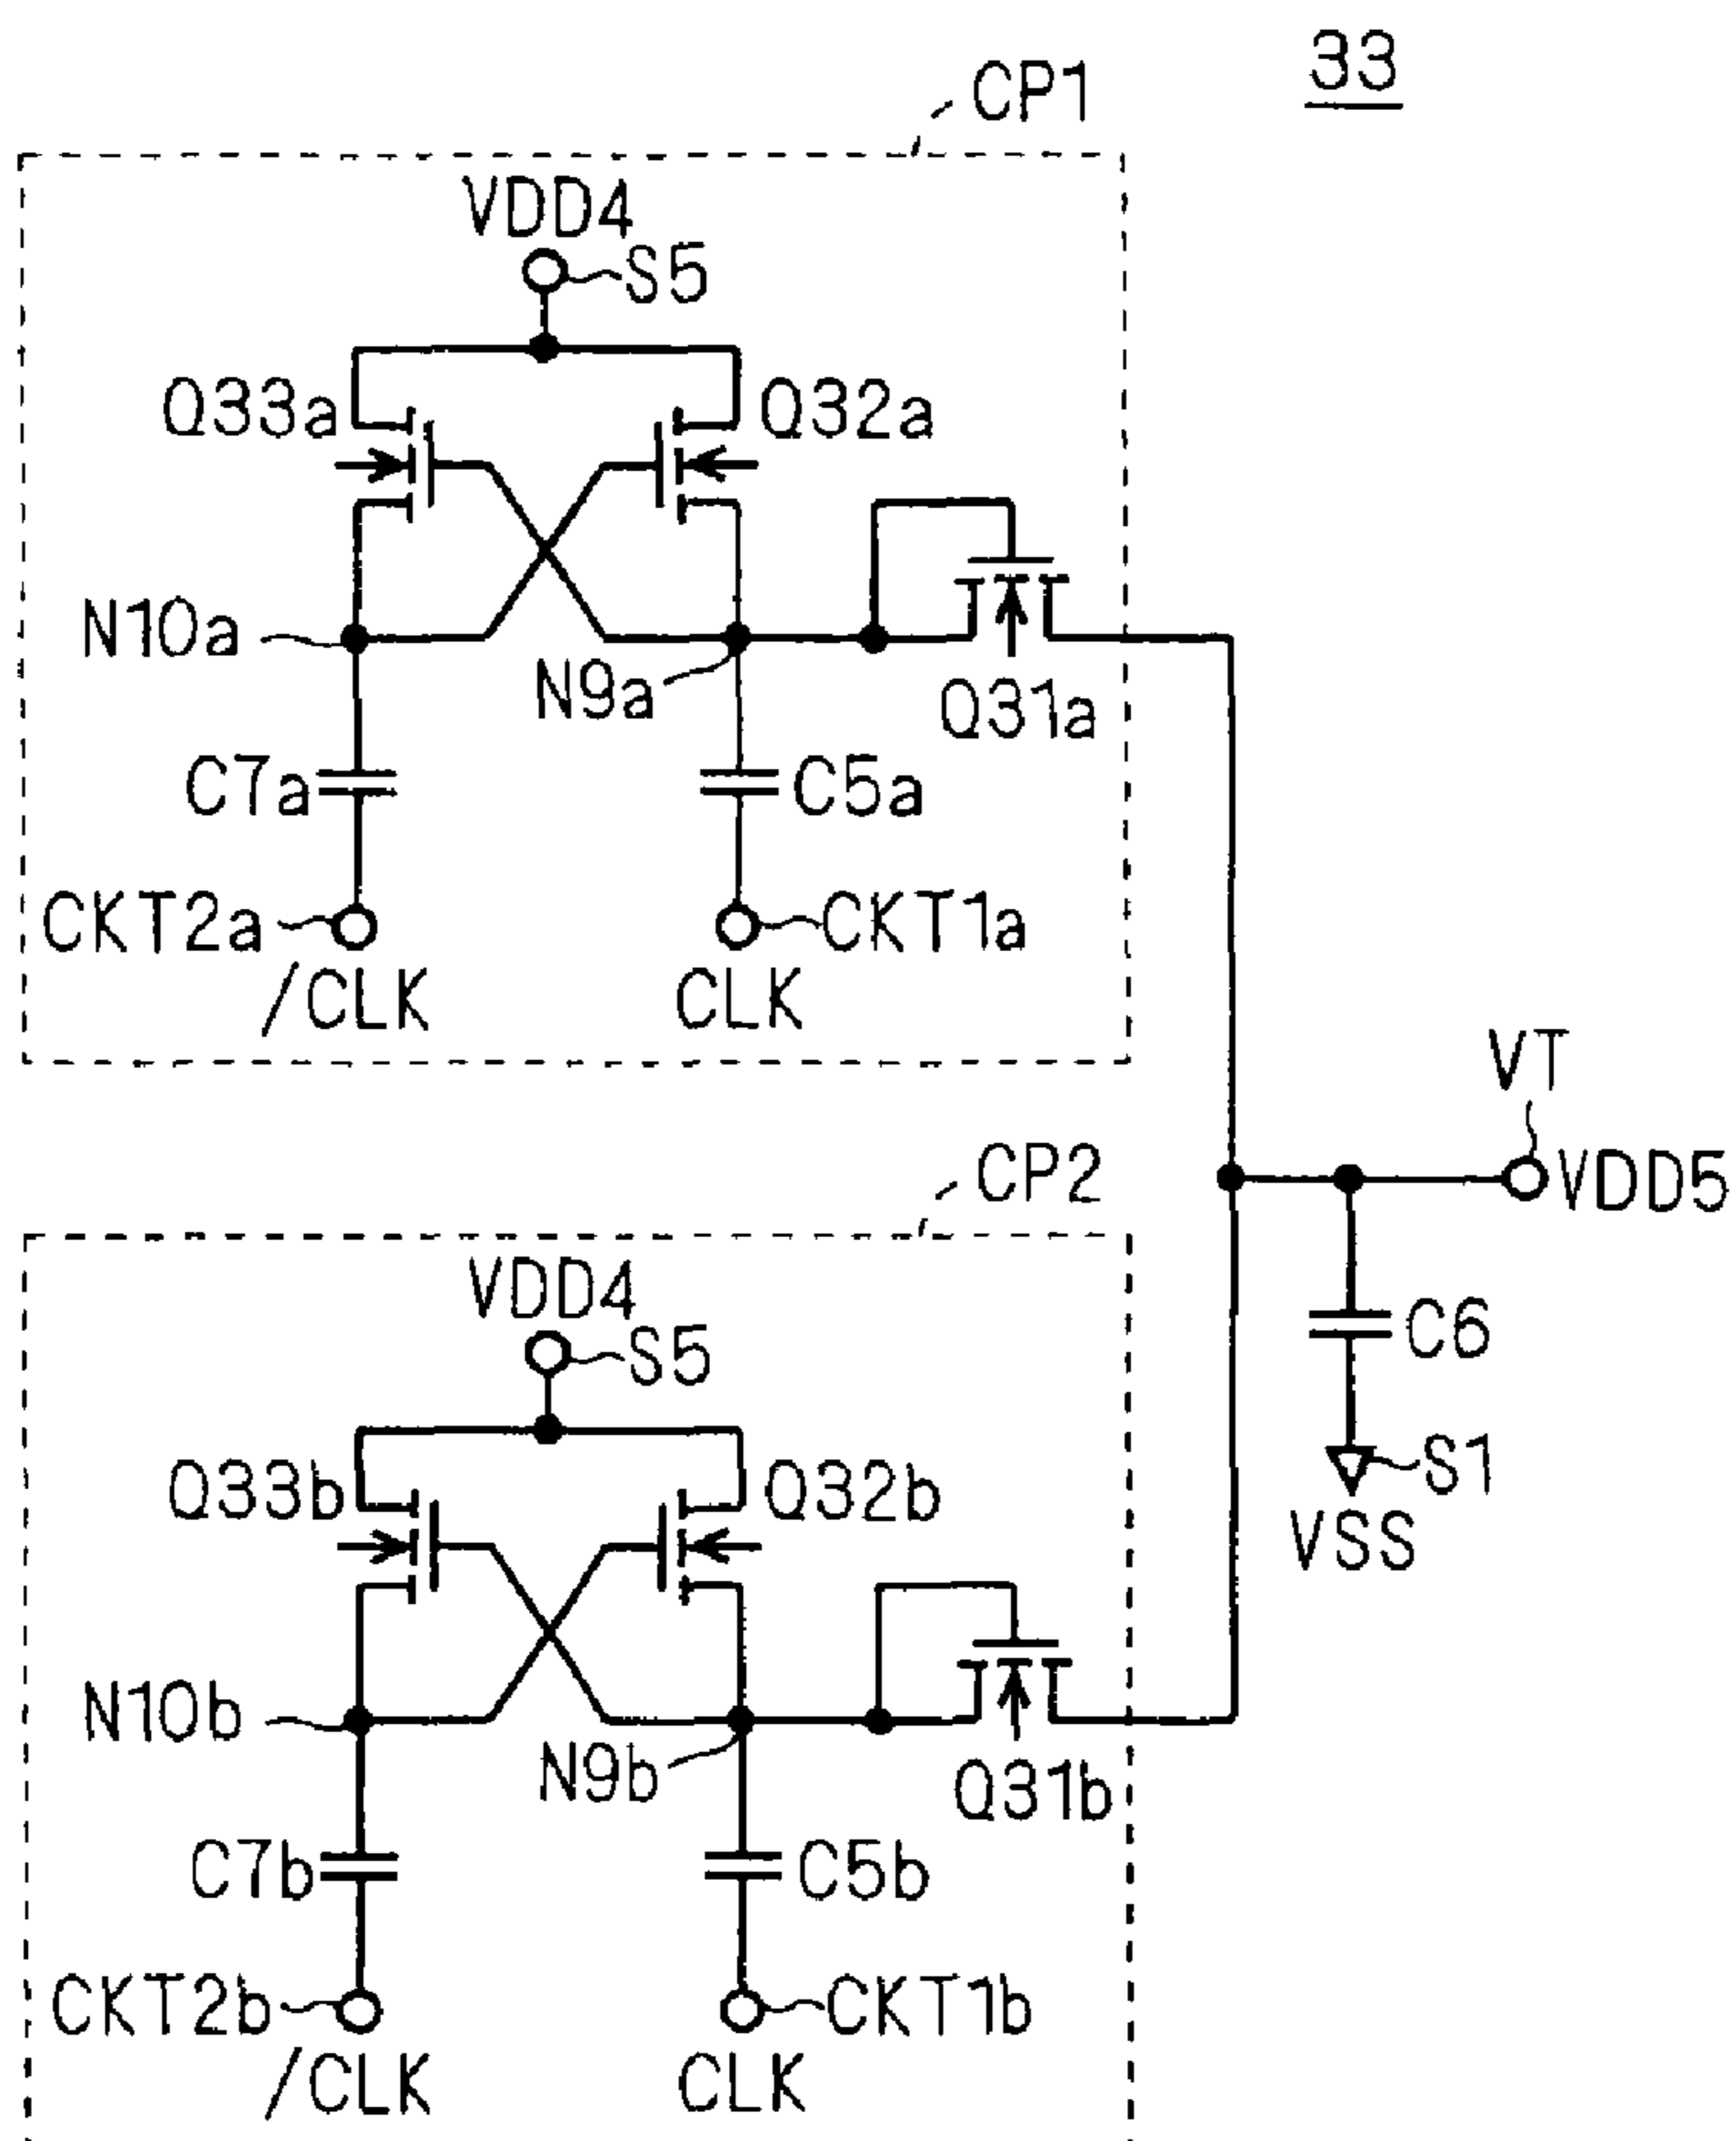 33
CP1
VDD4
S5
Q33a
Q32a
N10a
N9a
Q31a
C7a
C5a
CKT2a
CKT1a
/CLK
CLK
VT
VDD5
CP2
VDD4
S5
C6
S1
VSS
Q33b
Q32b
N10b
N9b
Q31b
C7b
C5b
CKT2b
CKT1b
/CLK
CLK